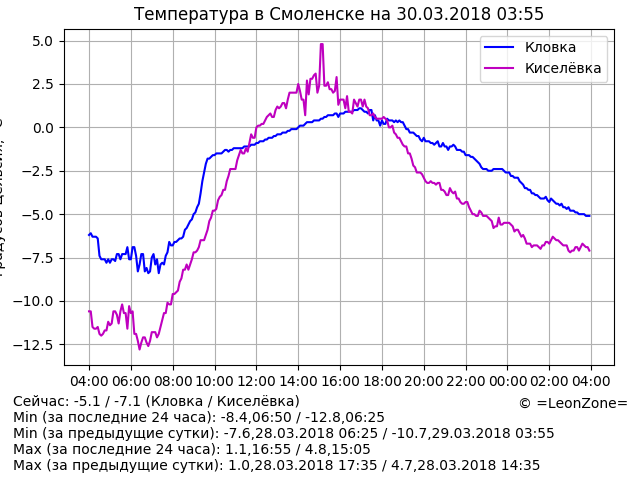 Температура в Смоленске на 30.03.2018 03:55
5.0
2.5
0.0
−2.5
−5.0
−7.5
−10.0
−12.5
Кловка
Киселёвка
04:00 06:00 08:00 10:00 12:00 14:00 16:00 18:00 20:00 22:00 00:00 02:00 04:00
Сейчас: -5.1 / -7.1 (Кловка / Киселёвка)
© =LeonZone=
Min (за последние 24 часа): -8.4,06:50 / -12.8,06:25
Min (за предыдущие сутки): -7.6,28.03.2018 06:25 / -10.7,29.03.2018 03:55
Max (за последние 24 часа): 1.1,16:55 / 4.8,15:05
Max (за предыдущие сутки): 1.0,28.03.2018 17:35 / 4.7,28.03.2018 14:35